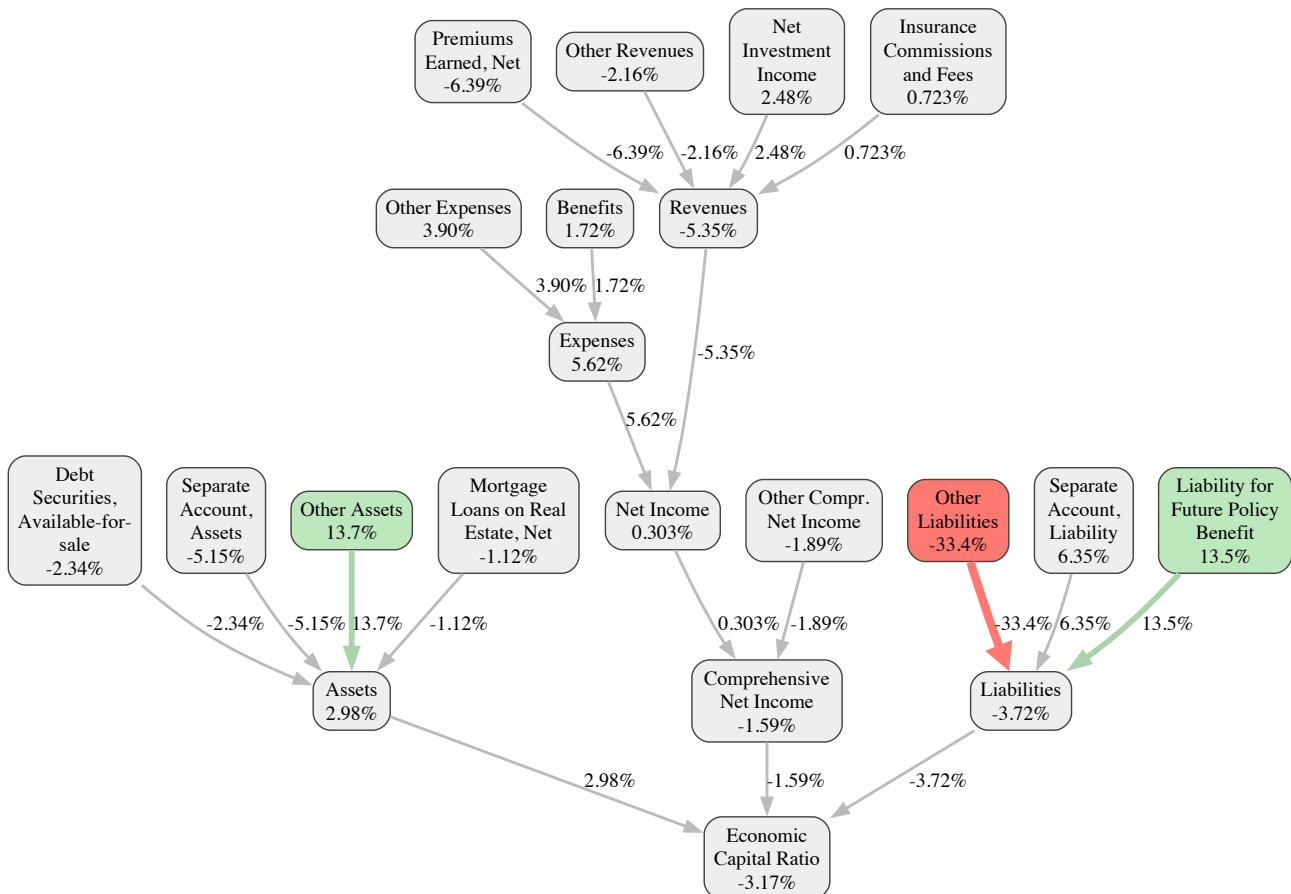 Premiums
Earned, Net
-6.39%
Other Revenues
-2.16%
Net
Investment
Income
2.48%
Insurance
Commissions
and Fees
0.723%
-6.39%
-2.16%
2.48%
0.723%
Other Expenses
3.90%
Benefits
1.72%
Revenues
-5.35%
3.90%
1.72%
Expenses
5.62%
-5.35%
5.62%
Debt
Securities,
Available-for-
sale
-2.34%
Separate
Account,
Assets
-5.15%
Other Assets
13.7%
Mortgage
Loans on Real
Estate, Net
-1.12%
Net Income
0.303%
Other Compr.
Net Income
-1.89%
Other
Liabilities
-33.4%
Separate
Account,
Liability
6.35%
Liability for
Future Policy
Benefit
13.5%
-2.34%
-5.15%
13.7%
-1.12%
0.303%
-1.89%
-33.4%
6.35%
13.5%
Assets
2.98%
Comprehensive
Net Income
-1.59%
Liabilities
-3.72%
2.98%
-1.59%
-3.72%
Economic
Capital Ratio
-3.17%